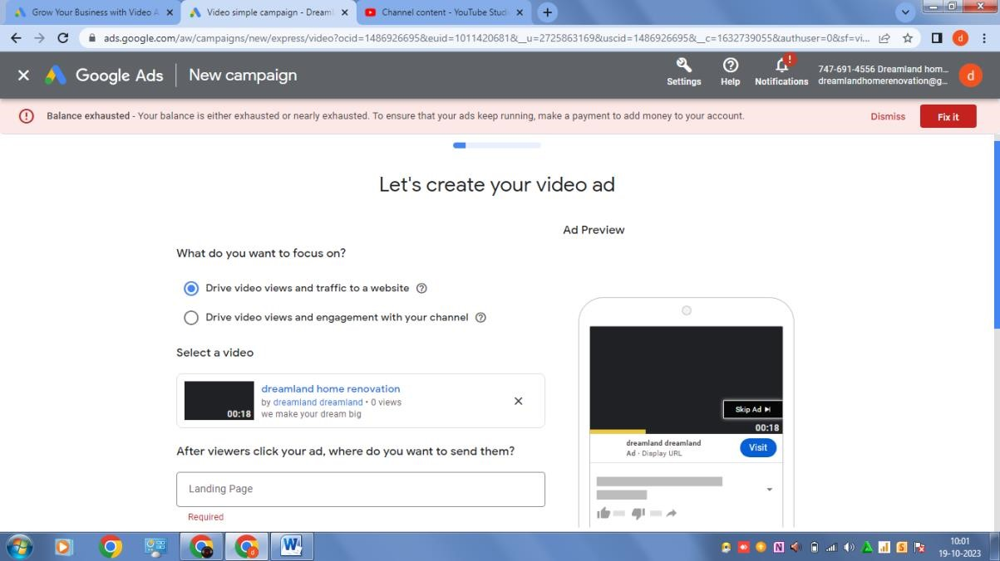 Grow Your Business with Video A
Video simple campaign - Dreaml
Channel content - YouTube Studi
ads.google.com/aw/campaigns/new/express/video?ocid=1486926695&euid=1011420681&__u=2725863169&uscid=1486926695&__c=1632739055&authuser=0&sf=vi...
d
Google Ads
New campaign
Settings
Help
Notifications
747-691-4556 Dreamland hom...
dreamlandhomerenovation@g...
d
Balance exhausted - Your balance is either exhausted or nearly exhausted. To ensure that your ads keep running, make a payment to add money to your account.
Dismiss
Fix it
Let's create your video ad
Ad Preview
What do you want to focus on?
Drive video views and traffic to a website
Drive video views and engagement with your channel
Select a video
dreamland home renovation
by dreamland dreamland • 0 views
00:18
we make your dream big
Skip Ad
00:18
dreamland dreamland
Ad · Display URL
Visit
After viewers click your ad, where do you want to send them?
Landing Page
Required
10:01
19-10-2023